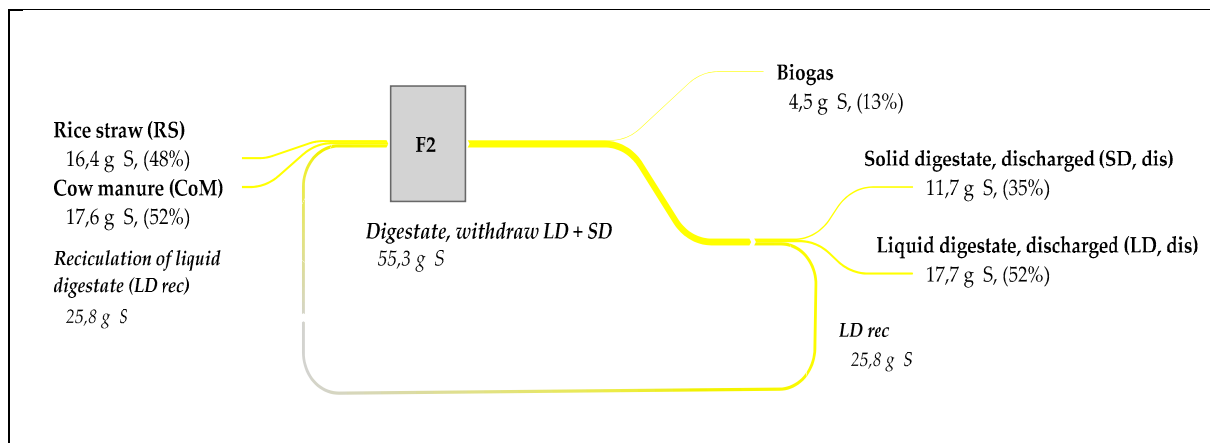 Biogas
4,5 g S, (13%)
Rice straw (RS)
16,4 g S, (48%)
F2
Solid digestate, discharged (SD, dis)
11,7 g S, (35%)
Cow manure (CoM)
17,6 g S, (52%)
Digestate, withdraw LD + SD
55,3 g S
Liquid digestate, discharged (LD, dis)
17,7 g S, (52%)
Reciculation of liquid
digestate (LD rec)
25,8 g S
LD rec
25,8 g S